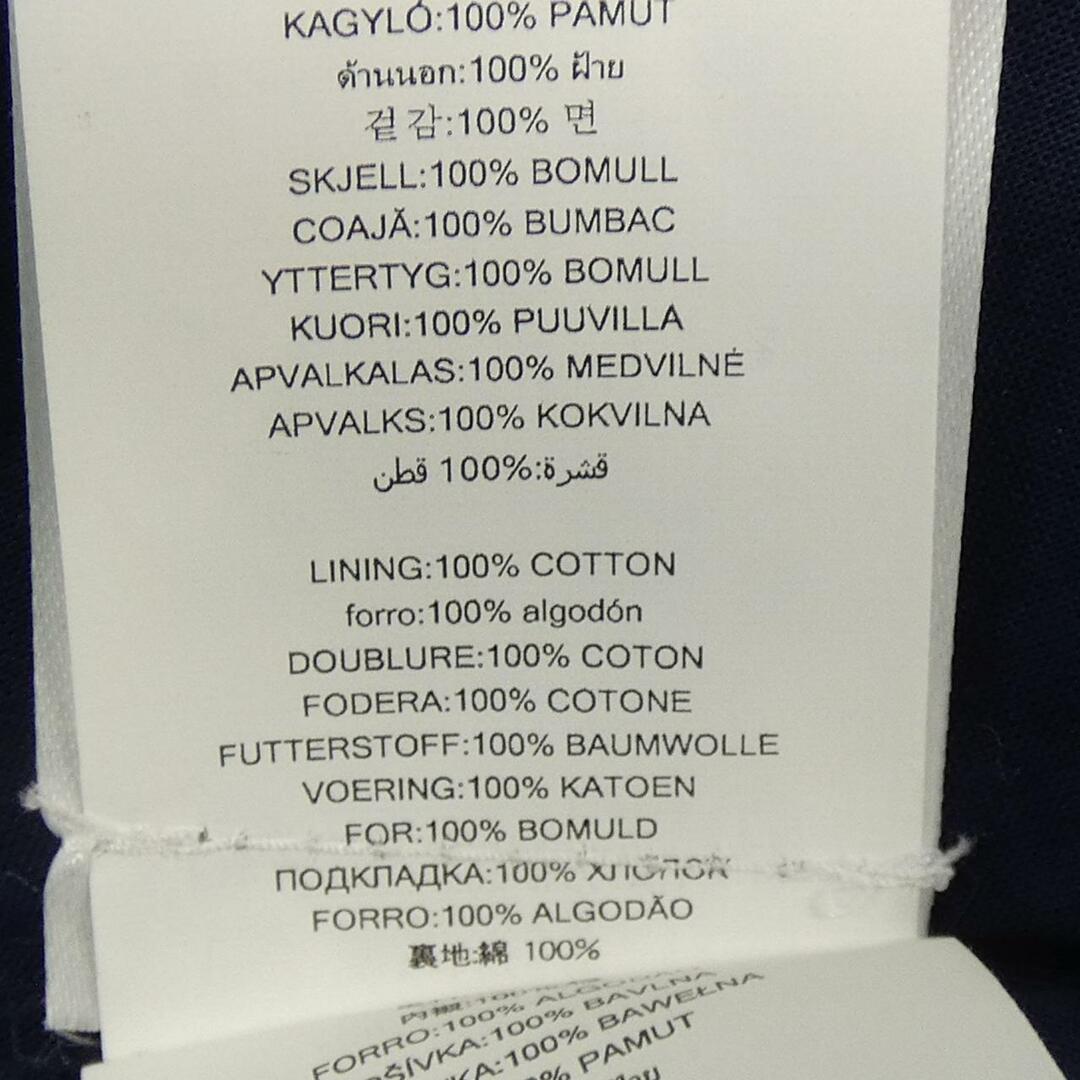 KAGYLÓ:100% PAMUT
ด้านนอก:100% ฝ้าย
겉감:100% 면
SKJELL:100% BOMULL
COAJĂ:100% BUMBAC
YTTERTYG:100% BOMULL
KUORI:100% PUUVILLA
APVALKALAS:100% MEDVILNĖ
APVALKS:100% KOKVILNA
قشرة:100% قطن
LINING:100% COTTON
forro:100% algodón
DOUBLURE:100% COTON
FODERA:100% COTONE
FUTTERSTOFF:100% BAUMWOLLE
VOERING:100% KATOEN
FOR:100% BOMULD
ПОДКЛАДКА:100% ХЛОПОК
FORRO:100% ALGODÃO
裏地:綿 100%
FORRO:100% ALGODÃO
ŠÍVKA:100% BAVLNA
KA:100% BAWEŁNA
% PAMUT